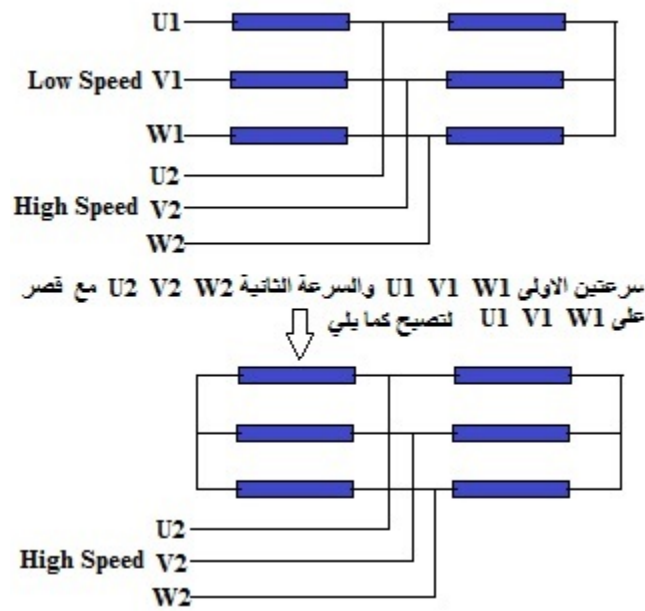 U1
Low Speed V1
W1
U2
High Speed V2
W2
سرعتين الاولى U1 V1 W1 والسرعة الثانية U2 V2 W2 مع قصر
على U1 V1 W1 لتصبح كما يلي
U2
High Speed V2
W2